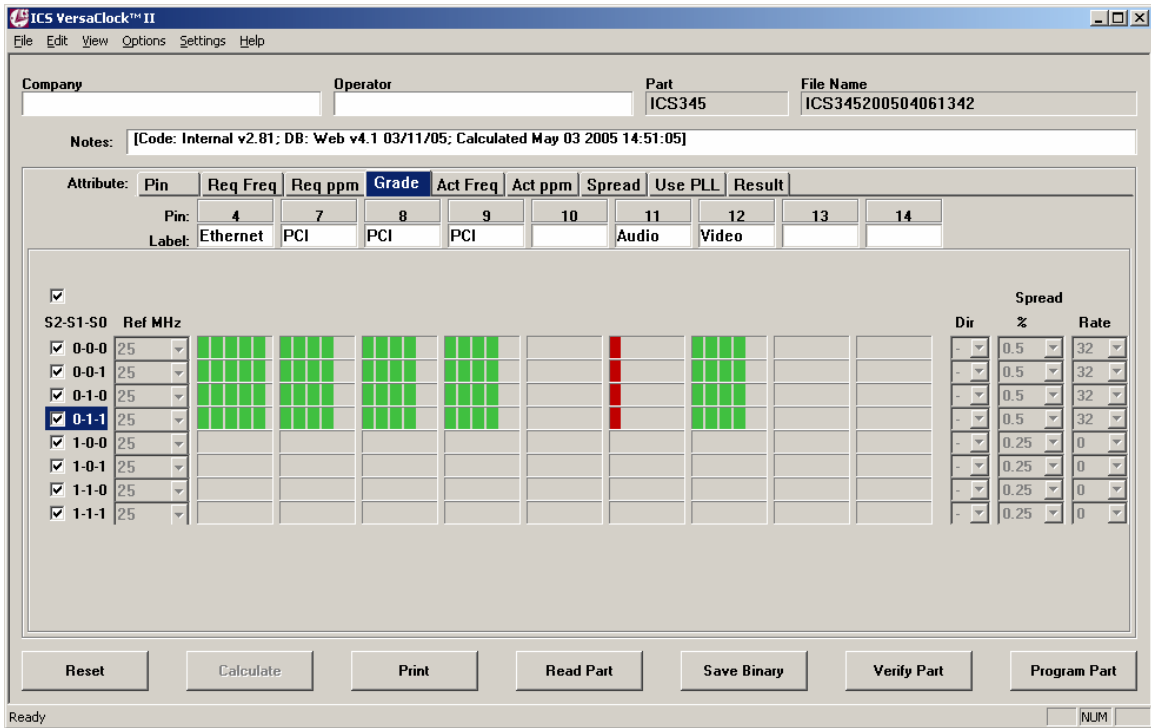 ICS VersaClock™ II
File Edit View Options Settings Help
Company Operator Part File Name
ICS345 ICS345200504061342
Notes: [Code: Internal v2.81; DB: Web v4.1 03/11/05; Calculated May 03 2005 14:51:05]
Attribute: Pin Req Freq Req ppm Grade Act Freq Act ppm Spread Use PLL Result
Pin: 4 7 8 9 10 11 12 13 14
Label: Ethernet PCI PCI PCI Audio Video
Spread
S2-S1-S0 Ref MHz Dir % Rate
0-0-0 25 - 0.5 32
0-0-1 25 - 0.5 32
0-1-0 25 - 0.5 32
0-1-1 25 - 0.5 32
1-0-0 25 - 0.25 0
1-0-1 25 - 0.25 0
1-1-0 25 - 0.25 0
1-1-1 25 - 0.25 0
Reset Calculate Print Read Part Save Binary Verify Part Program Part
Ready NUM